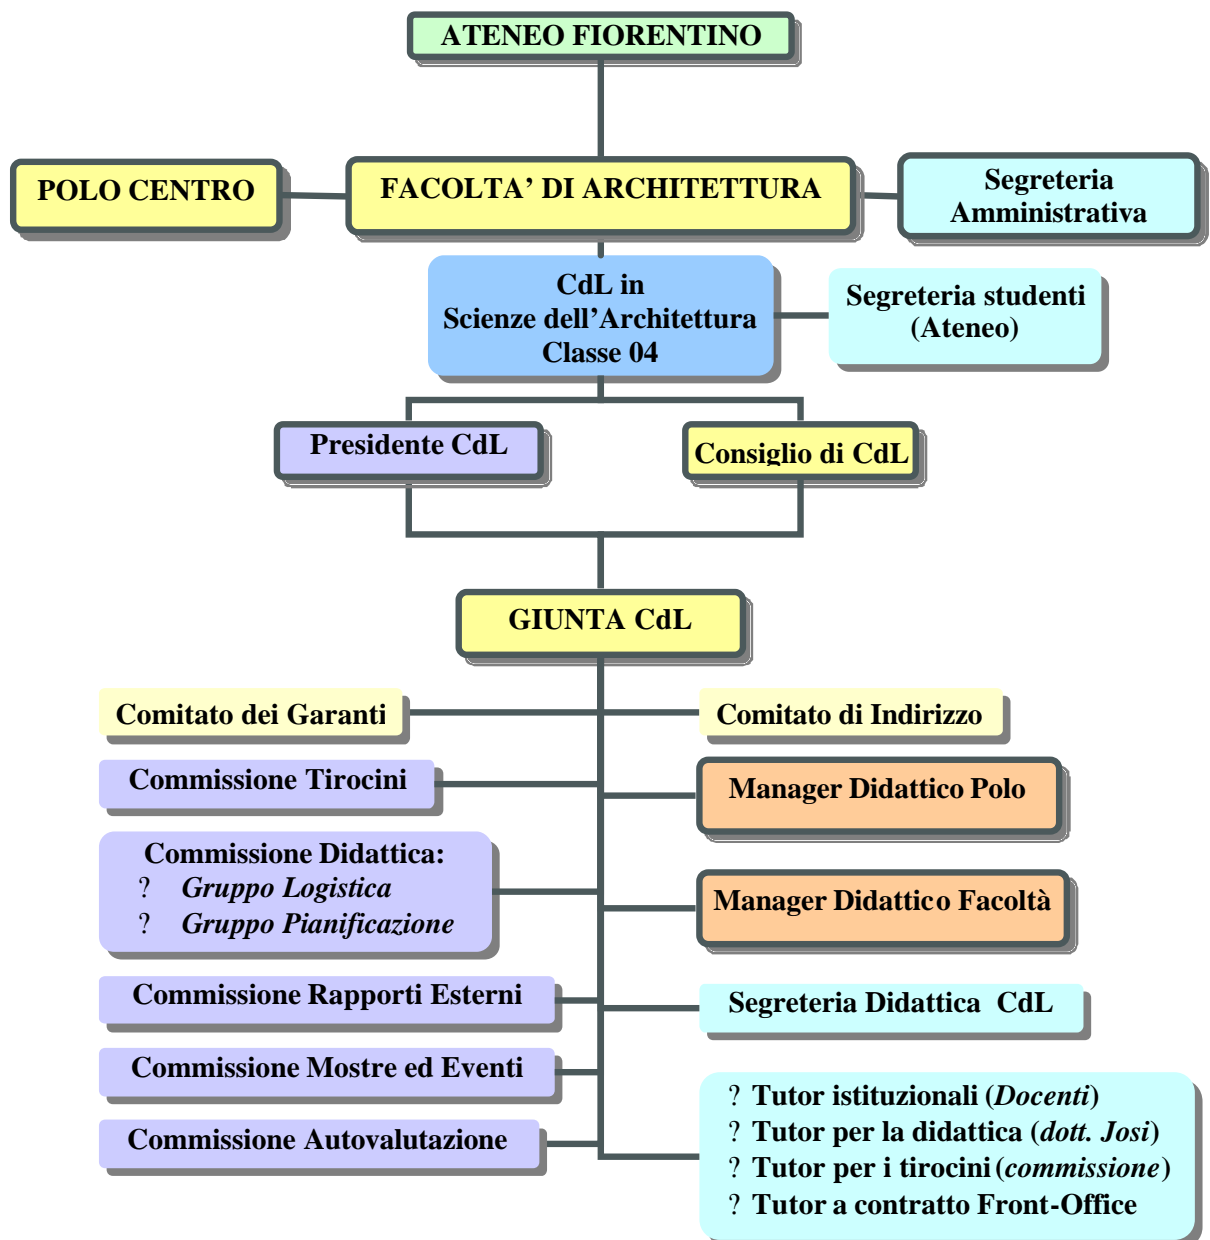 ATENEO FIORENTINO
POLO CENTRO
FACOLTA’ DI ARCHITETTURA
Segreteria
Amministrativa
CdL in
Scienze dell’Architettura
Classe 04
Segreteria studenti
(Ateneo)
Presidente CdL
Consiglio di CdL
GIUNTA CdL
Comitato dei Garanti
Comitato di Indirizzo
Commissione Tirocini
Manager Didattico Polo
Commissione Didattica:
? Gruppo Logistica
? Gruppo Pianificazione
Manager Didattico Facoltà
Commissione Rapporti Esterni
Segreteria Didattica CdL
Commissione Mostre ed Eventi
Commissione Autovalutazione
? Tutor istituzionali (Docenti)
? Tutor per la didattica (dott. Josi)
? Tutor per i tirocini (commissione)
? Tutor a contratto Front-Office